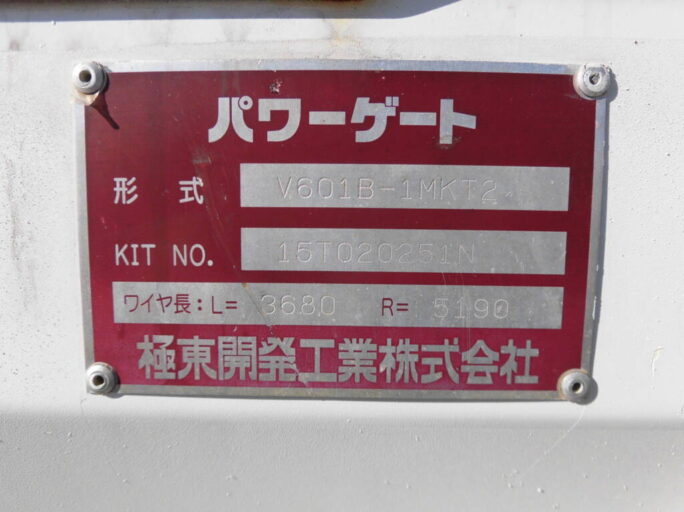 パワーゲート
形式 V601B-1MKT2
KIT NO. 15T020251N
ワイヤ長:L= 3680 R= 5190
極東開発工業株式会社